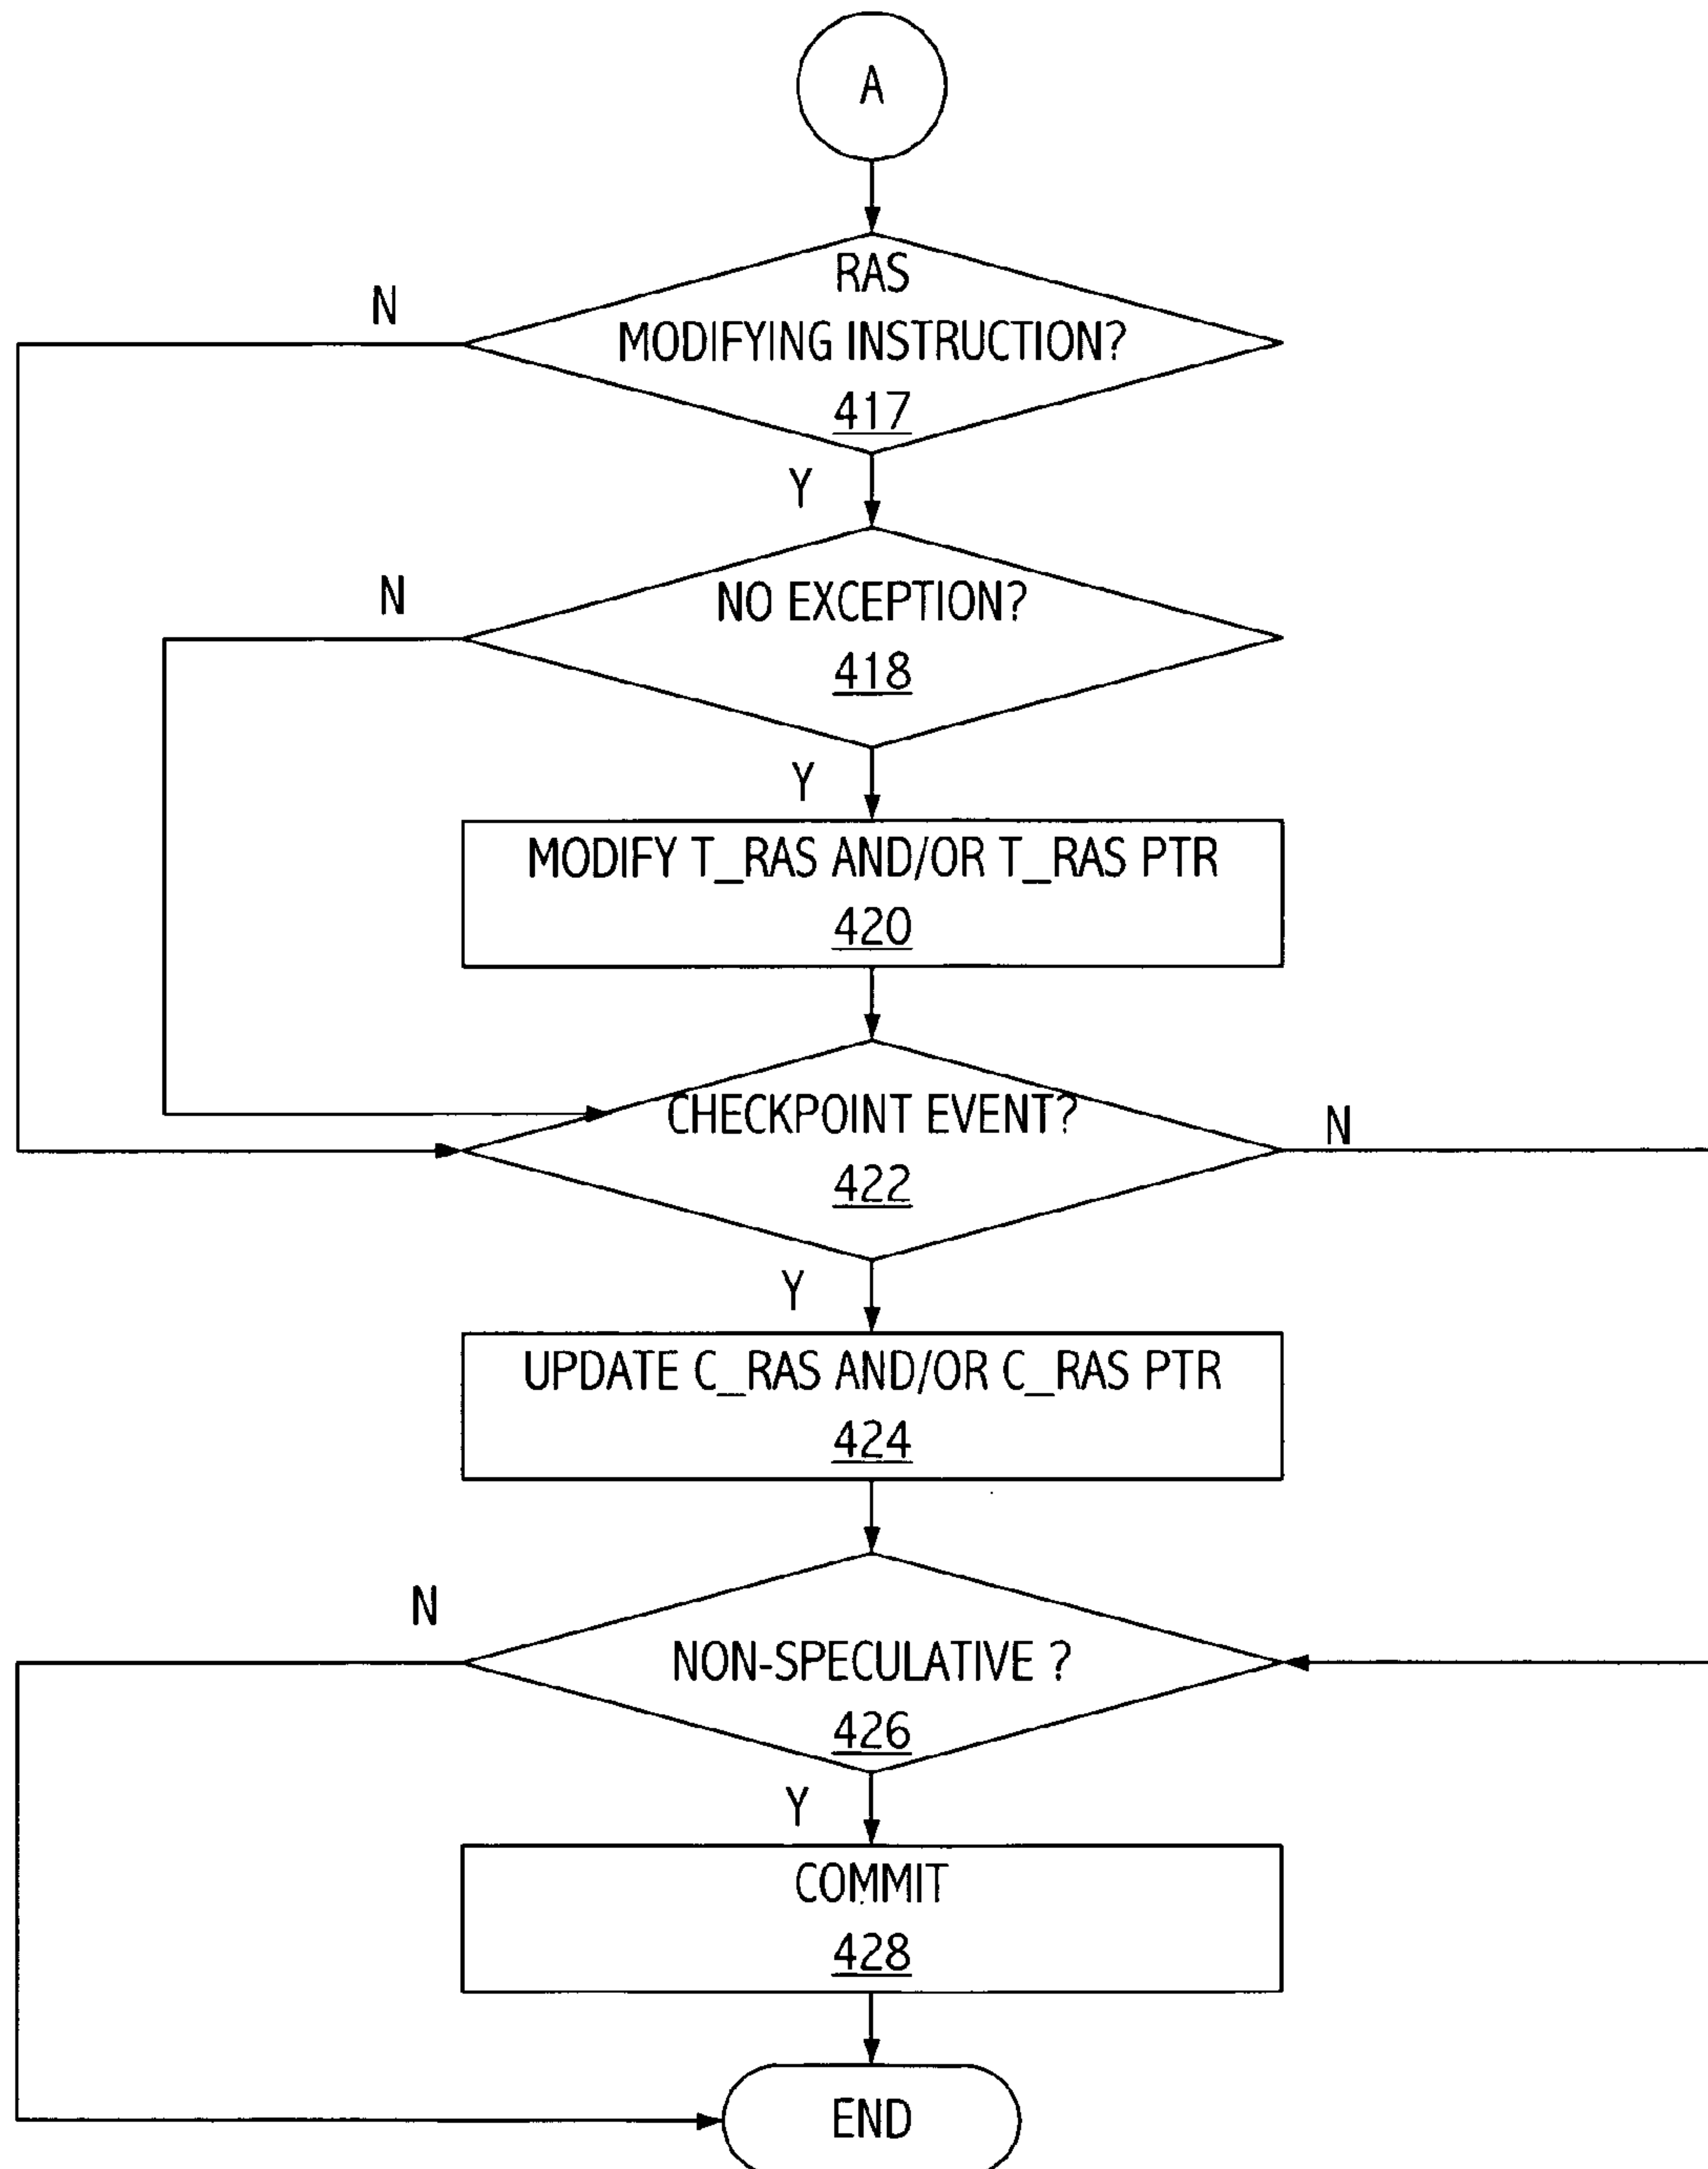 A
RAS
N
MODIFYING INSTRUCTION?
417
Y
N
NO EXCEPTION?
418
Y
MODIFY T_RAS AND/OR T_RAS PTR
420
CHECKPOINT EVENT?
N
422
Y
UPDATE C_RAS AND/OR C_RAS PTR
424
N
NON-SPECULATIVE ?
426
Y
COMMIT
428
END